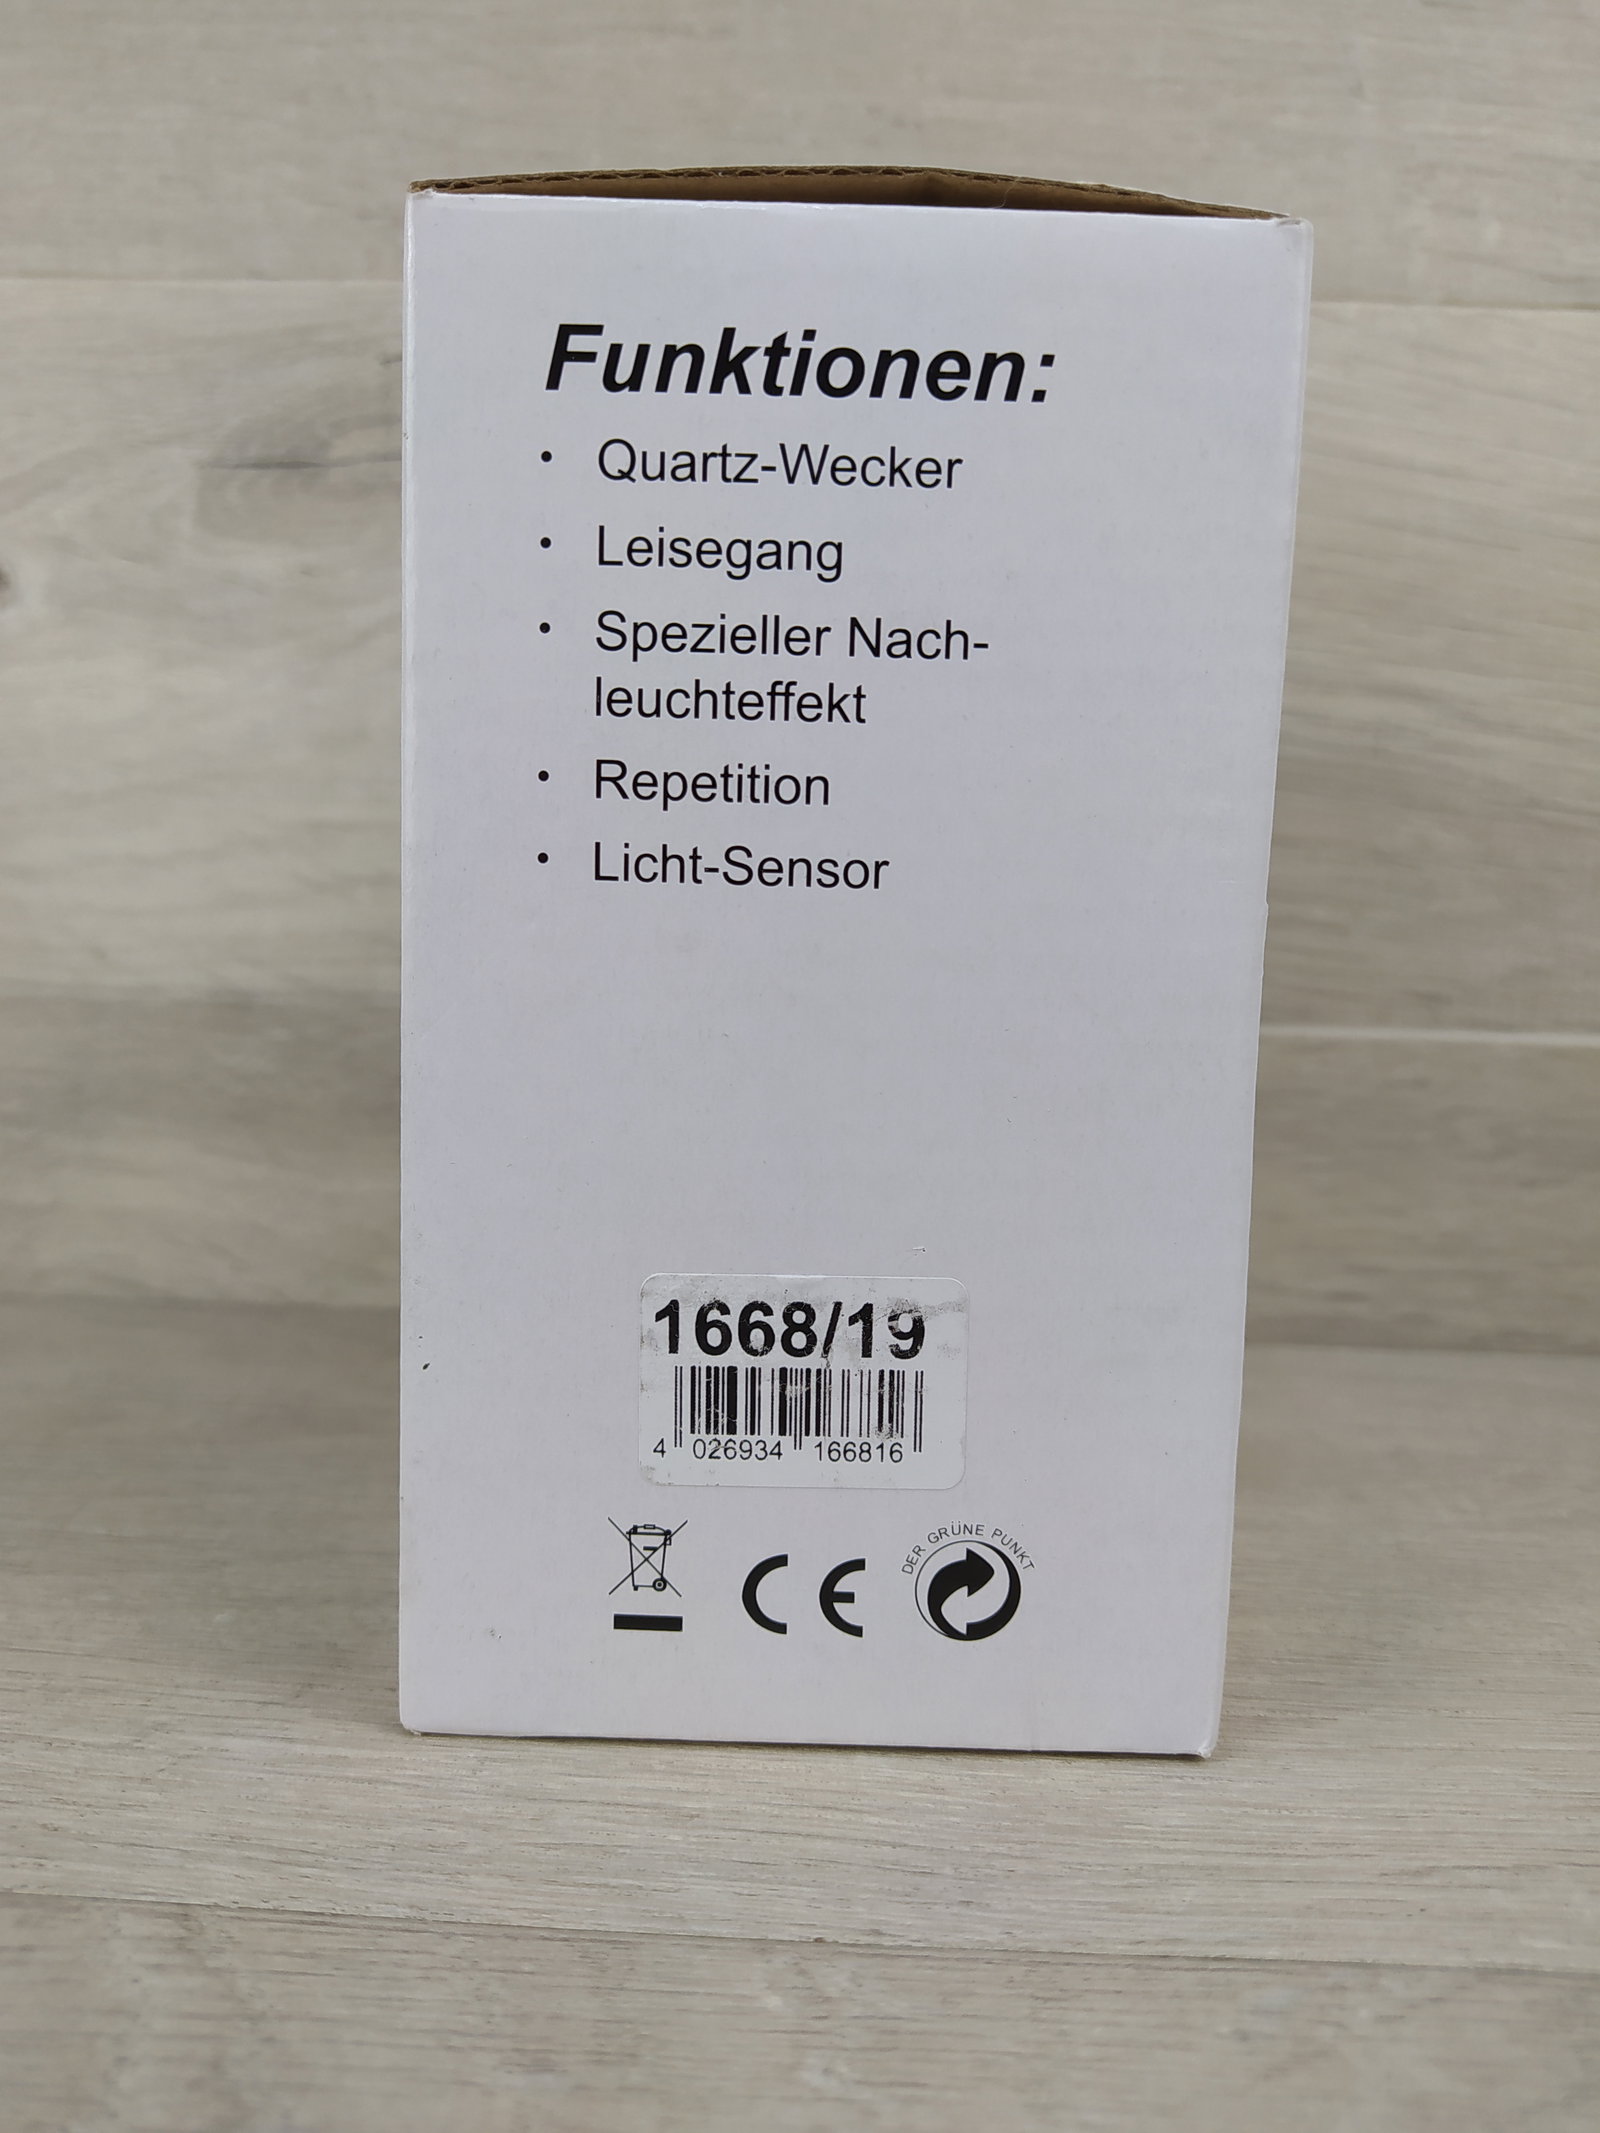 Funktionen:
• Quartz-Wecker
• Leisegang
• Spezieller Nach-
leuchteffekt
• Repetition
• Licht-Sensor
1668/19
4 026934 166816
CE
DER GRÜNE PUNKT